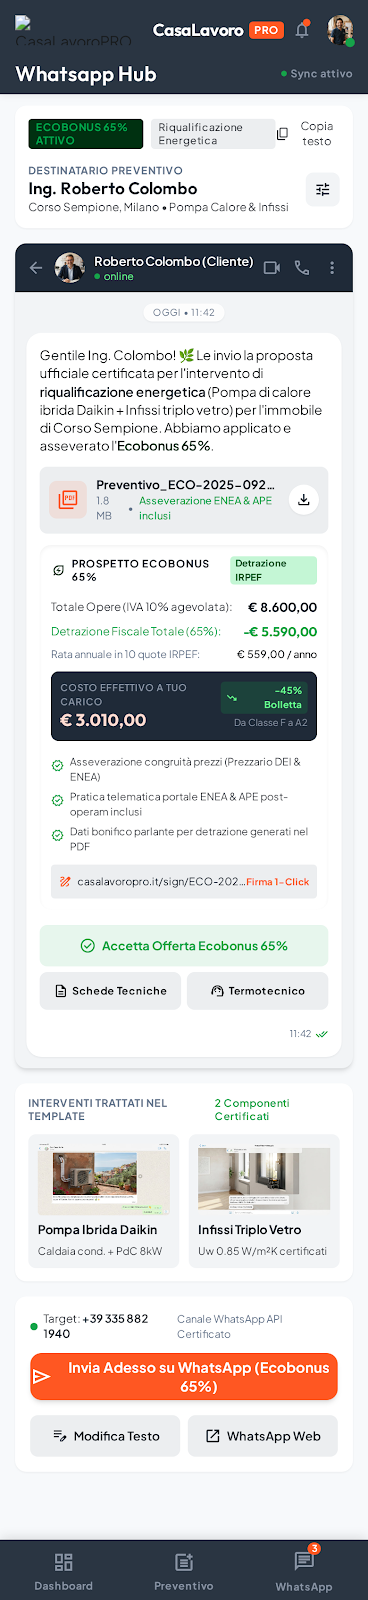 CasaLavoroPRO
CasaLavoro PRO
Whatsapp Hub
Sync attivo
ECOBONUS 65%
ATTIVO
Riqualificazione
Energetica
Copia
testo
DESTINATARIO PREVENTIVO
Ing. Roberto Colombo
Corso Sempione, Milano • Pompa Calore & Infissi
Roberto Colombo (Cliente)
online
OGGI • 11:42
Gentile Ing. Colombo! 🌿 Le invio la proposta
ufficiale certificata per l'intervento di
riqualificazione energetica (Pompa di calore
ibrida Daikin + Infissi triplo vetro) per l'immobile
di Corso Sempione. Abbiamo applicato e
asseverato l'Ecobonus 65%.
PDF
Preventivo_ECO-2025-092...
1.8
MB
•
Asseverazione ENEA & APE
inclusi
PROSPETTO ECOBONUS
65%
Detrazione
IRPEF
Totale Opere (IVA 10% agevolata): € 8.600,00
Detrazione Fiscale Totale (65%): -€ 5.590,00
Rata annuale in 10 quote IRPEF: € 559,00 / anno
COSTO EFFETTIVO A TUO
CARICO
€ 3.010,00
-45%
Bolletta
Da Classe F a A2
Asseverazione congruità prezzi (Prezzario DEI &
ENEA)
Pratica telematica portale ENEA & APE post-
operam inclusi
Dati bonifico parlante per detrazione generati nel
PDF
casalavoropro.it/sign/ECO-202... Firma 1-Click
Accetta Offerta Ecobonus 65%
Schede Tecniche
Termotecnico
11:42
INTERVENTI TRATTATI NEL
TEMPLATE
2 Componenti
Certificati
Pompa Ibrida Daikin
Caldaia cond. + PdC 8kW
Infissi Triplo Vetro
Uw 0.85 W/m²K certificati
Target: +39 335 882
1940
Canale WhatsApp API
Certificato
Invia Adesso su WhatsApp (Ecobonus
65%)
Modifica Testo
WhatsApp Web
Dashboard
Preventivo
3
WhatsApp